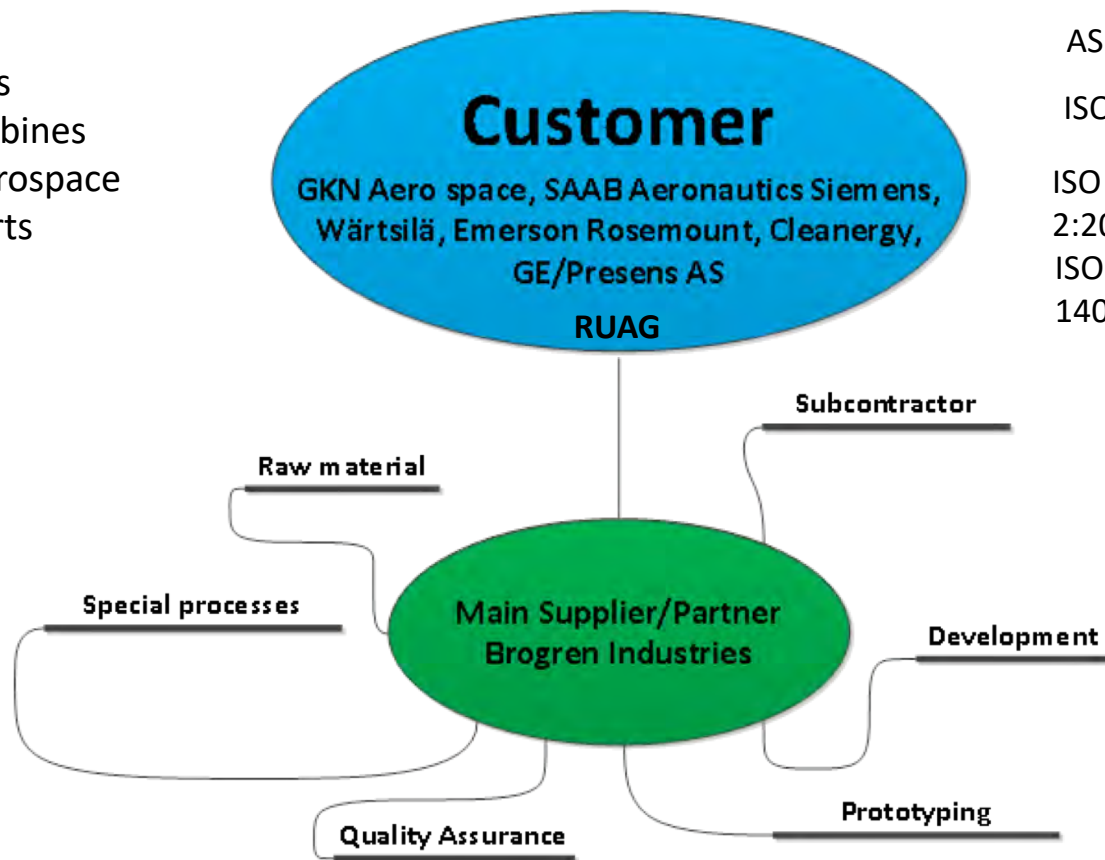 s
bines
rospace
rts
Customer
GKN Aero space, SAAB Aeronautics Siemens,
Wärtsilä, Emerson Rosemount, Cleanergy,
GE/Presens AS
RUAG
AS
ISO
ISO
2:20
ISO
140
Subcontractor
Raw material
Special processes
Main Supplier/Partner
Brogren Industries
Development
Prototyping
Quality Assurance